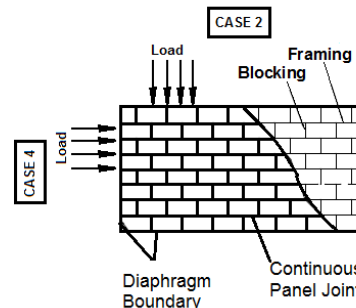 CASE 2
Load
Framing
Blocking
CASE 4
Load
Diaphragm
Boundary
Continuous
Panel Joint